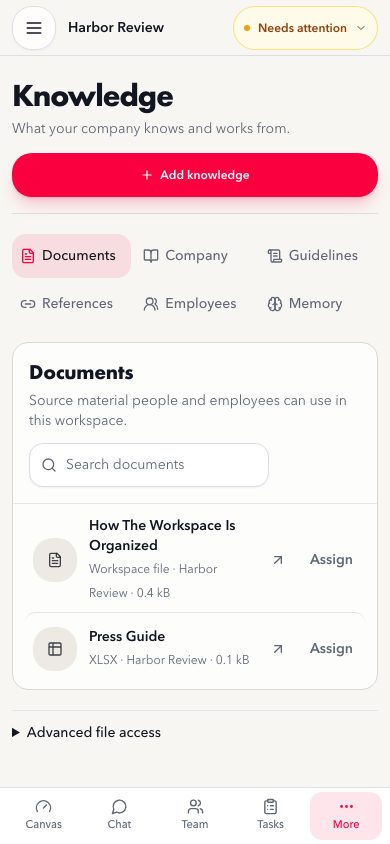 Harbor Review
Needs attention
Knowledge
What your company knows and works from.
+ Add knowledge
Documents
Company
Guidelines
References
Employees
Memory
Documents
Source material people and employees can use in
this workspace.
Search documents
How The Workspace Is
Organized
Workspace file · Harbor
Review · 0.4 kB
Assign
Press Guide
XLSX · Harbor Review · 0.1 kB
Assign
Advanced file access
Canvas
Chat
Team
Tasks
More